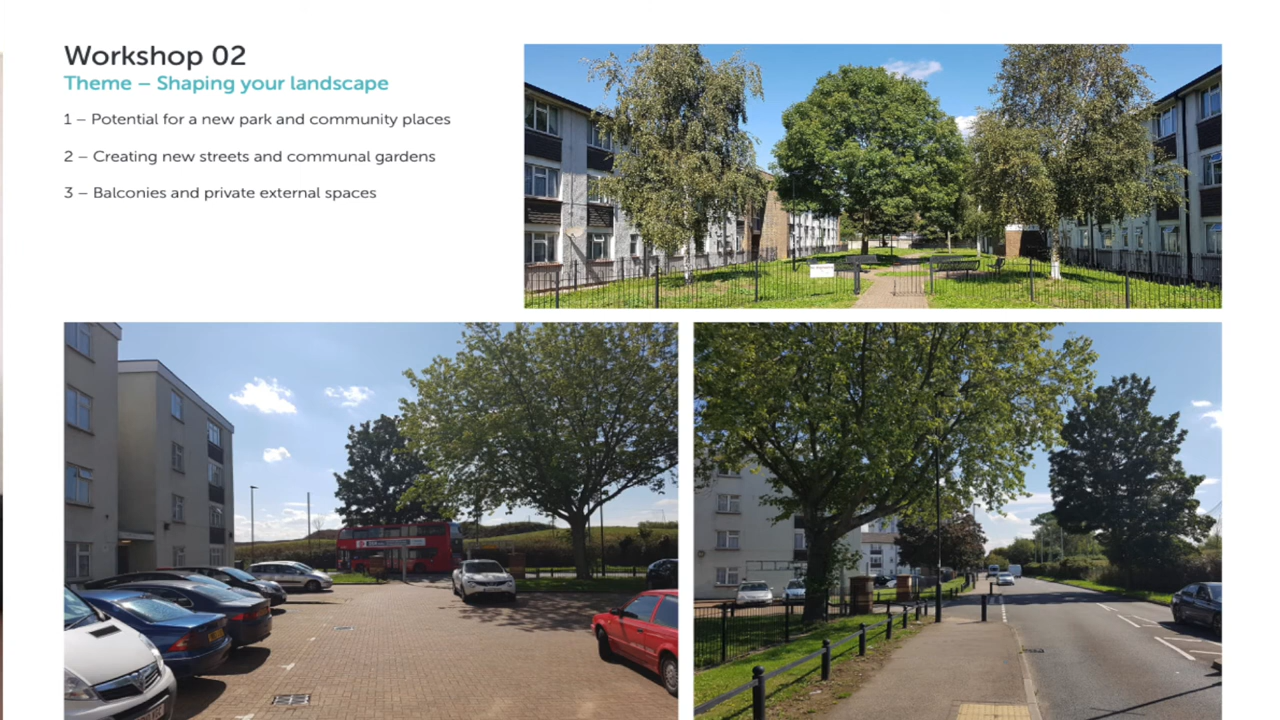 Workshop 02
Theme – Shaping your landscape
1 – Potential for a new park and community places
2 – Creating new streets and communal gardens
3 – Balconies and private external spaces